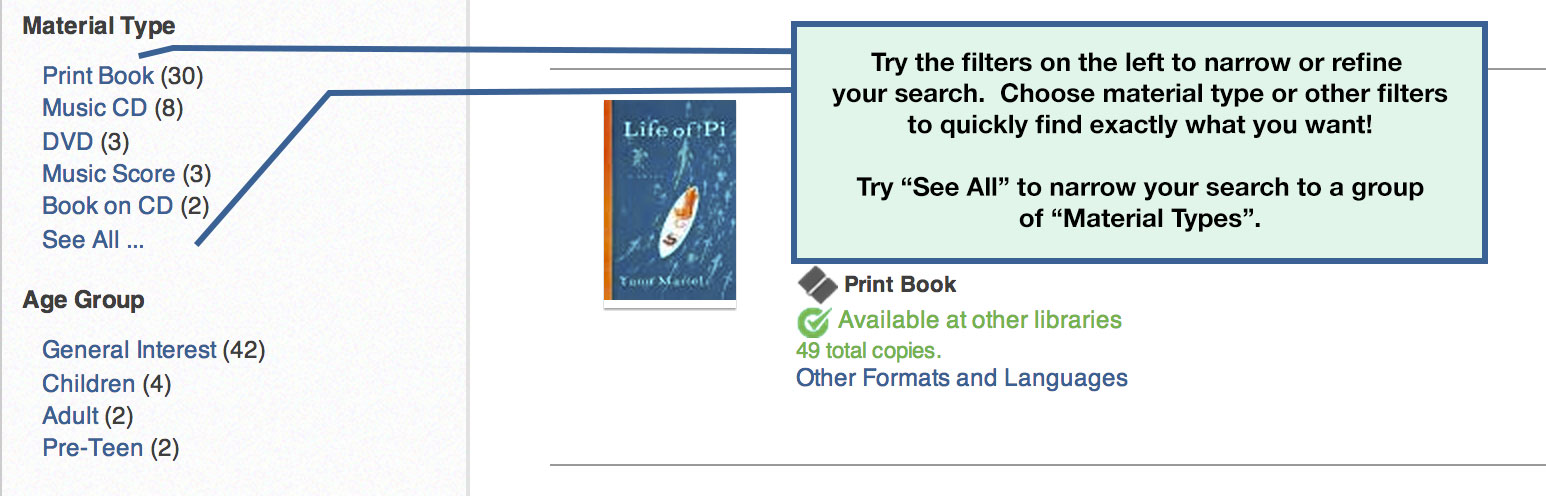 Material Type
Print Book (30)
Music CD (8)
DVD (3)
Music Score (3)
Book on CD (2)
See All ...
Age Group
General Interest (42)
Children (4)
Adult (2)
Pre-Teen (2)
Try the filters on the left to narrow or refine
your search.  Choose material type or other filters
to quickly find exactly what you want!
Try “See All” to narrow your search to a group
of “Material Types”.
Life of Pi
Yann Martel
Print Book
Available at other libraries
49 total copies.
Other Formats and Languages